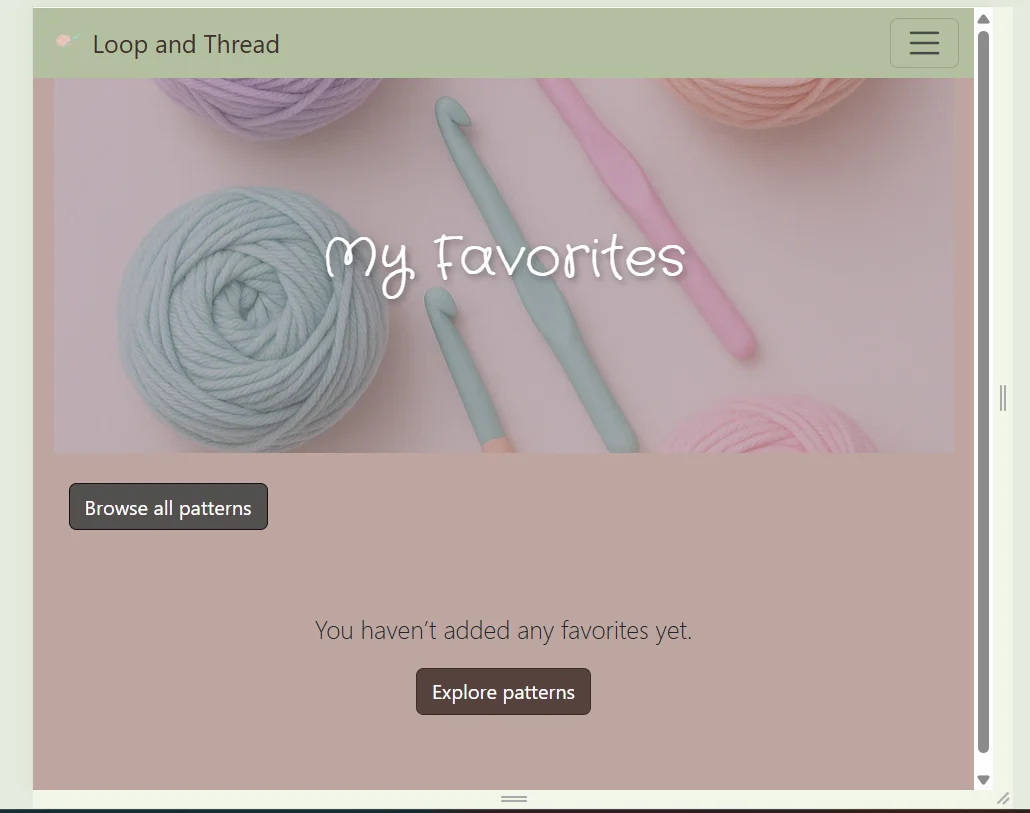 Loop and Thread
My Favorites
Browse all patterns
You haven’t added any favorites yet.
Explore patterns